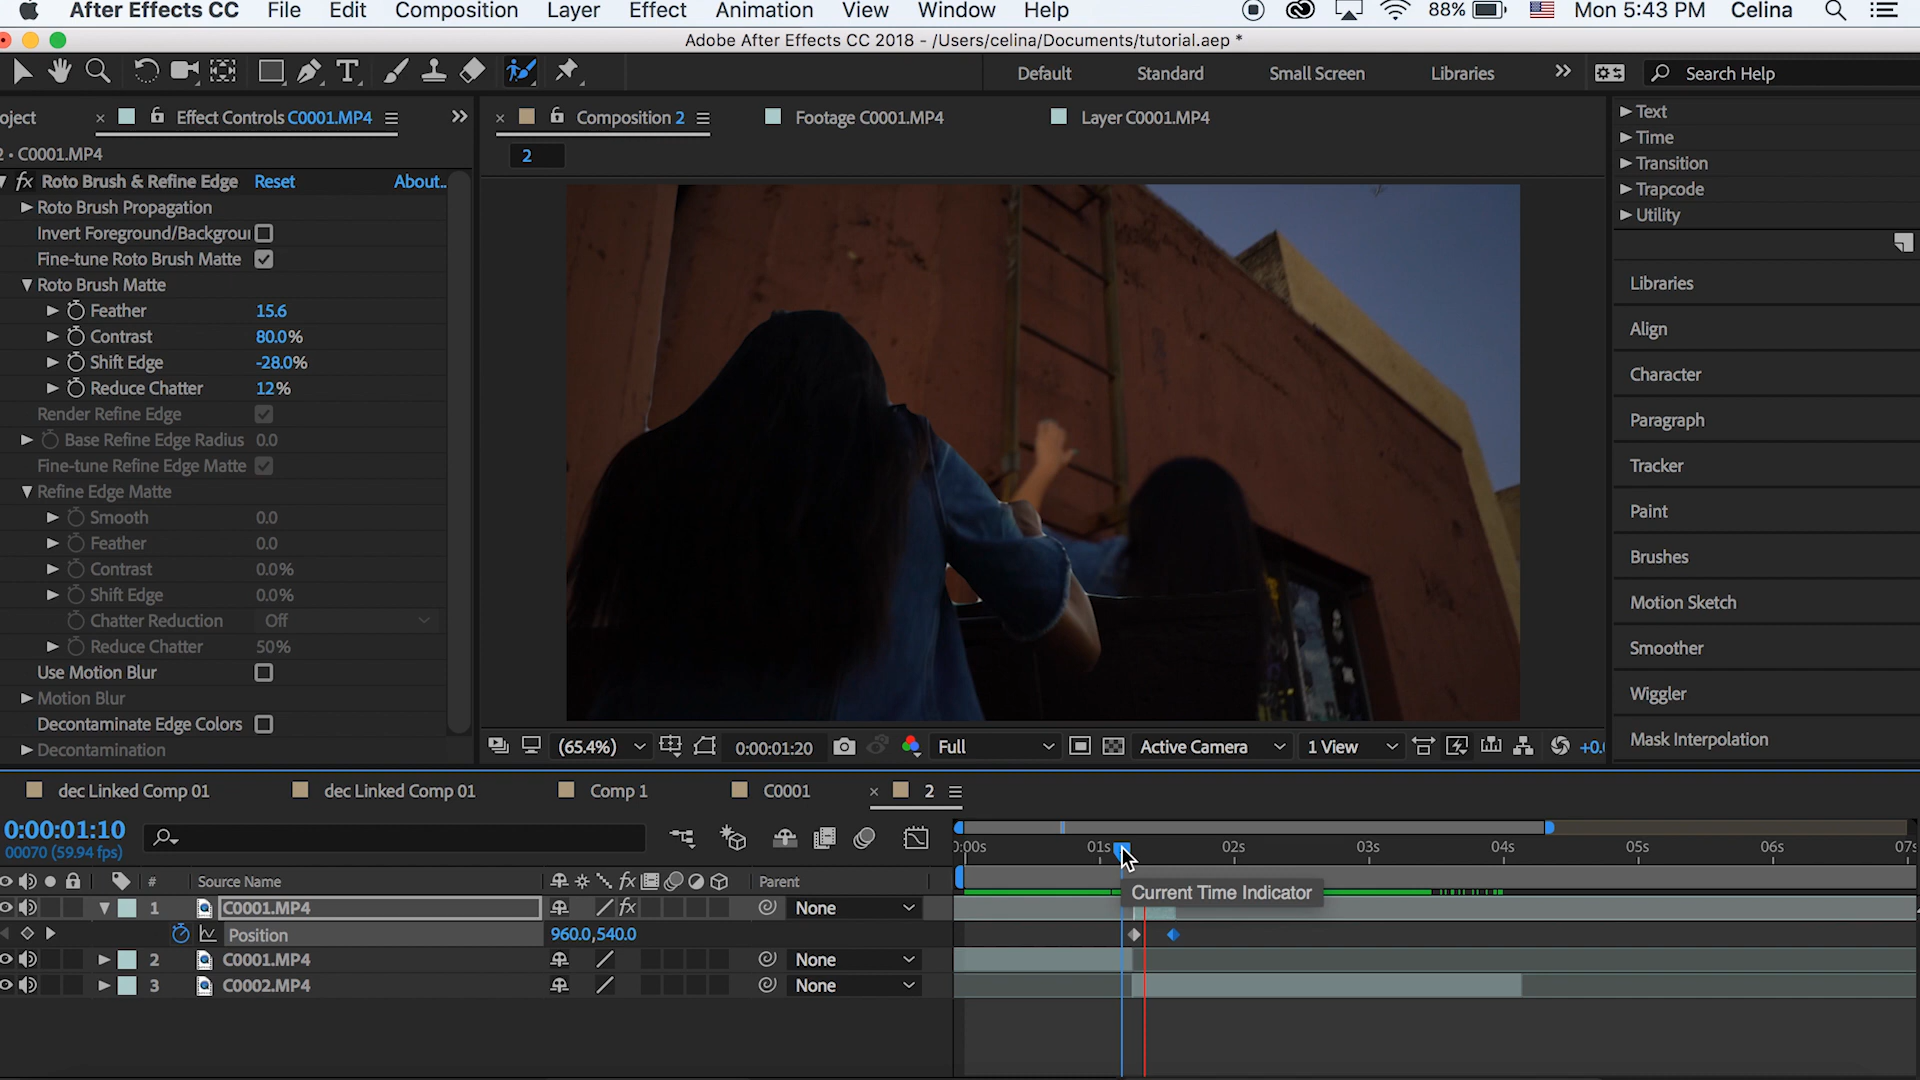 After Effects CC File Edit Composition Layer Effect Animation View Window Help 88% Mon 5:43 PM Celina
Adobe After Effects CC 2018 - /Users/celina/Documents/tutorial.aep *
Default Standard Small Screen Libraries Search Help
oject Effect Controls C0001.MP4 Composition 2 Footage C0001.MP4 Layer C0001.MP4
2 • C0001.MP4
2
fx Roto Brush & Refine Edge Reset About..
Roto Brush Propagation
Invert Foreground/Backgrou
Fine-tune Roto Brush Matte
Roto Brush Matte
Feather 15.6
Contrast 80.0%
Shift Edge -28.0%
Reduce Chatter 12%
Render Refine Edge
Base Refine Edge Radius 0.0
Fine-tune Refine Edge Matte
Refine Edge Matte
Smooth 0.0
Feather 0.0
Contrast 0.0%
Shift Edge 0.0%
Chatter Reduction Off
Reduce Chatter 50%
Use Motion Blur
Motion Blur
Decontaminate Edge Colors
Decontamination
Text
Time
Transition
Trapcode
Utility
Libraries
Align
Character
Paragraph
Tracker
Paint
Brushes
Motion Sketch
Smoother
Wiggler
Mask Interpolation
(65.4%) 0:00:01:20 Full Active Camera 1 View +0.
dec Linked Comp 01 dec Linked Comp 01 Comp 1 C0001 2
0:00:01:10
00070 (59.94 fps)
0:00s 01s 02s 03s 04s 05s 06s 07s
# Source Name fx Parent
Current Time Indicator
1 C0001.MP4 fx None
Position 960.0,540.0
2 C0001.MP4 None
3 C0002.MP4 None